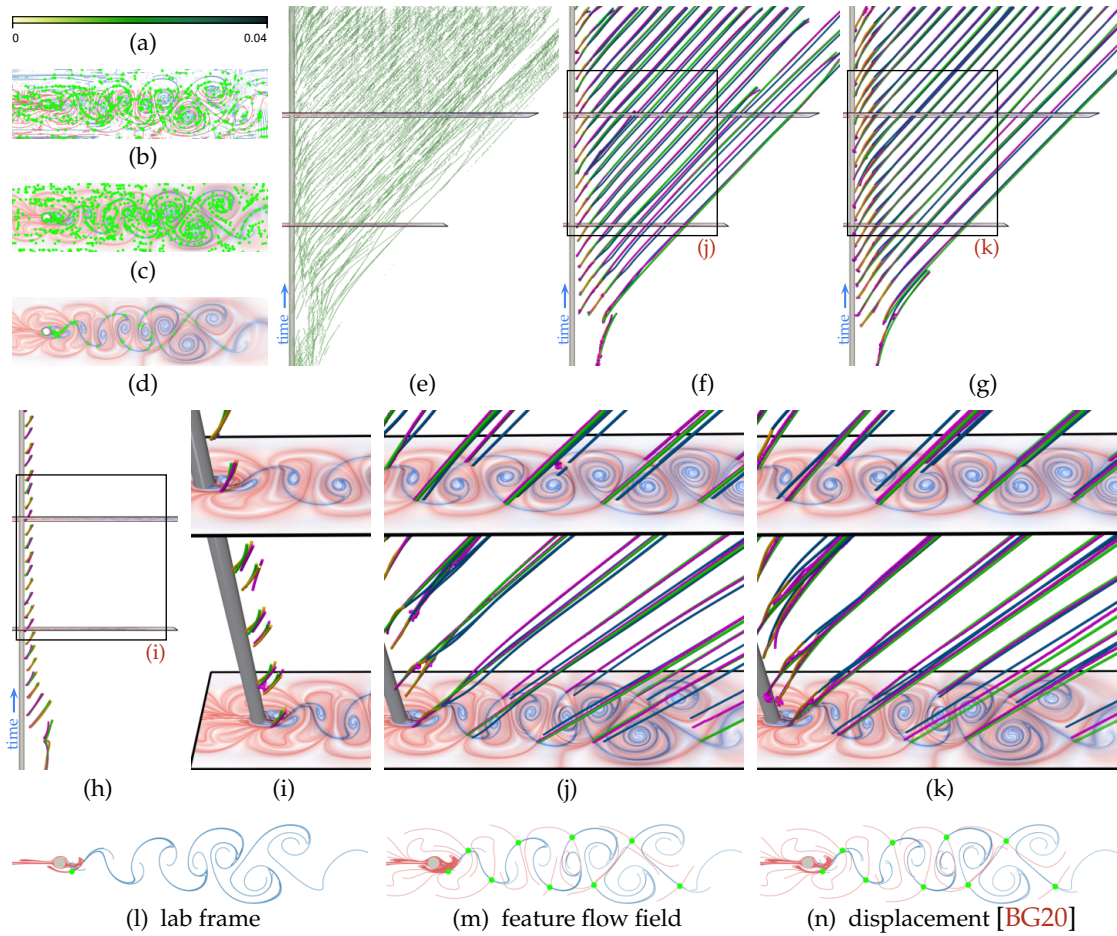 0
0.04
(a)
(b)
(c)
(d)
time
(e)
(j)
time
(f)
(k)
time
(g)
(i)
time
(h)
(i)
(j)
(k)
(l) lab frame
(m) feature flow field
(n) displacement [BG20]